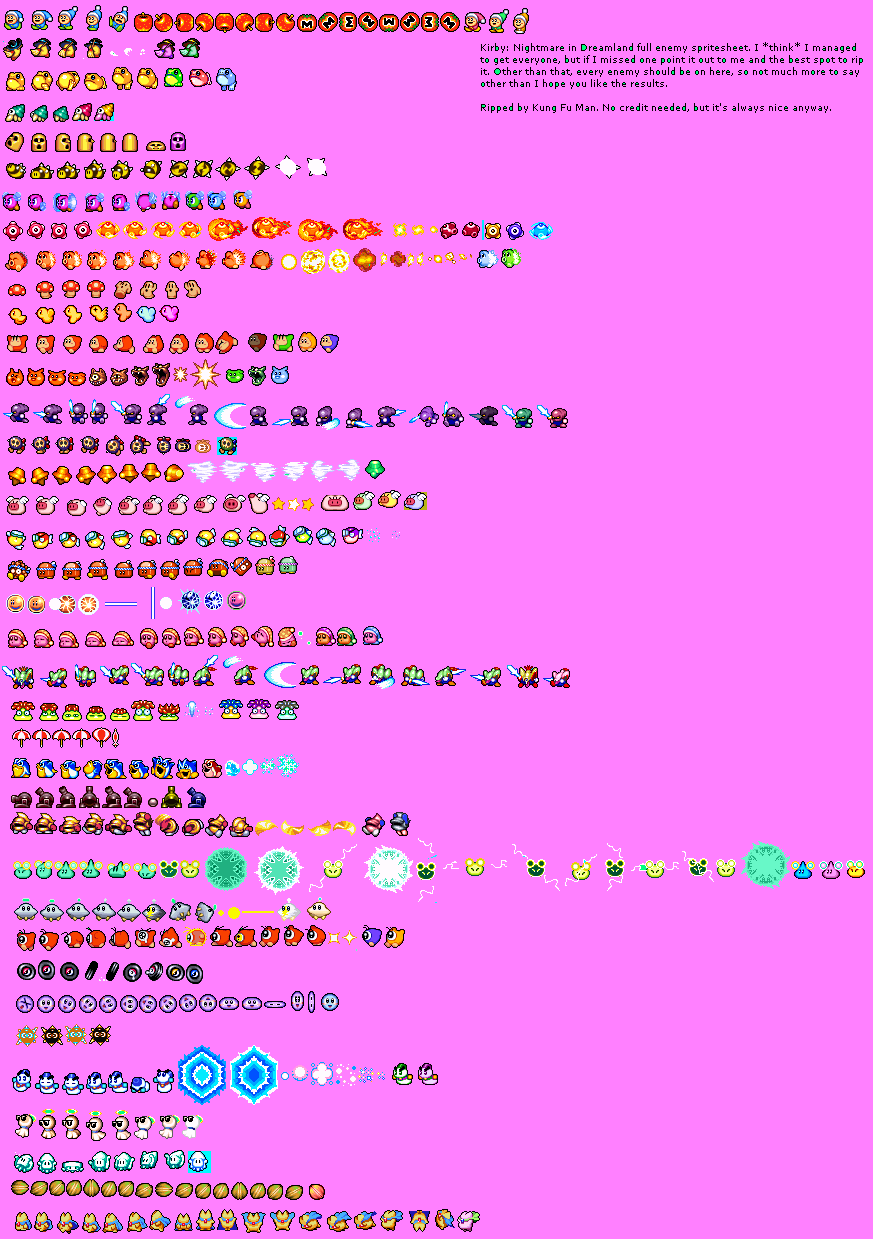 Kirby: Nightmare in Dreamland full enemy spritesheet. I *think* I managed
to get everyone, but if I missed one point it out to me and the best spot to rip
it. Other than that, every enemy should be on here, so not much more to say
other than I hope you like the results.
Ripped by Kung Fu Man. No credit needed, but it's always nice anyway.